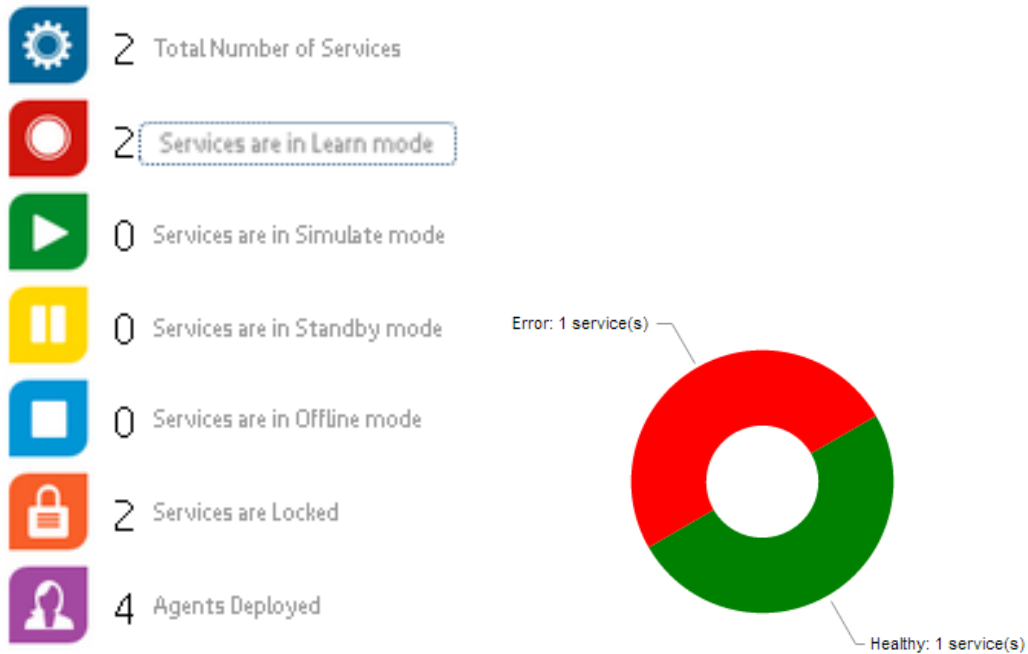 2 Total Number of Services
2 Services are in Learn mode
0 Services are in Simulate mode
0 Services are in Standby mode
0 Services are in Offline mode
2 Services are Locked
4 Agents Deployed
Error: 1 service(s)
Healthy: 1 service(s)